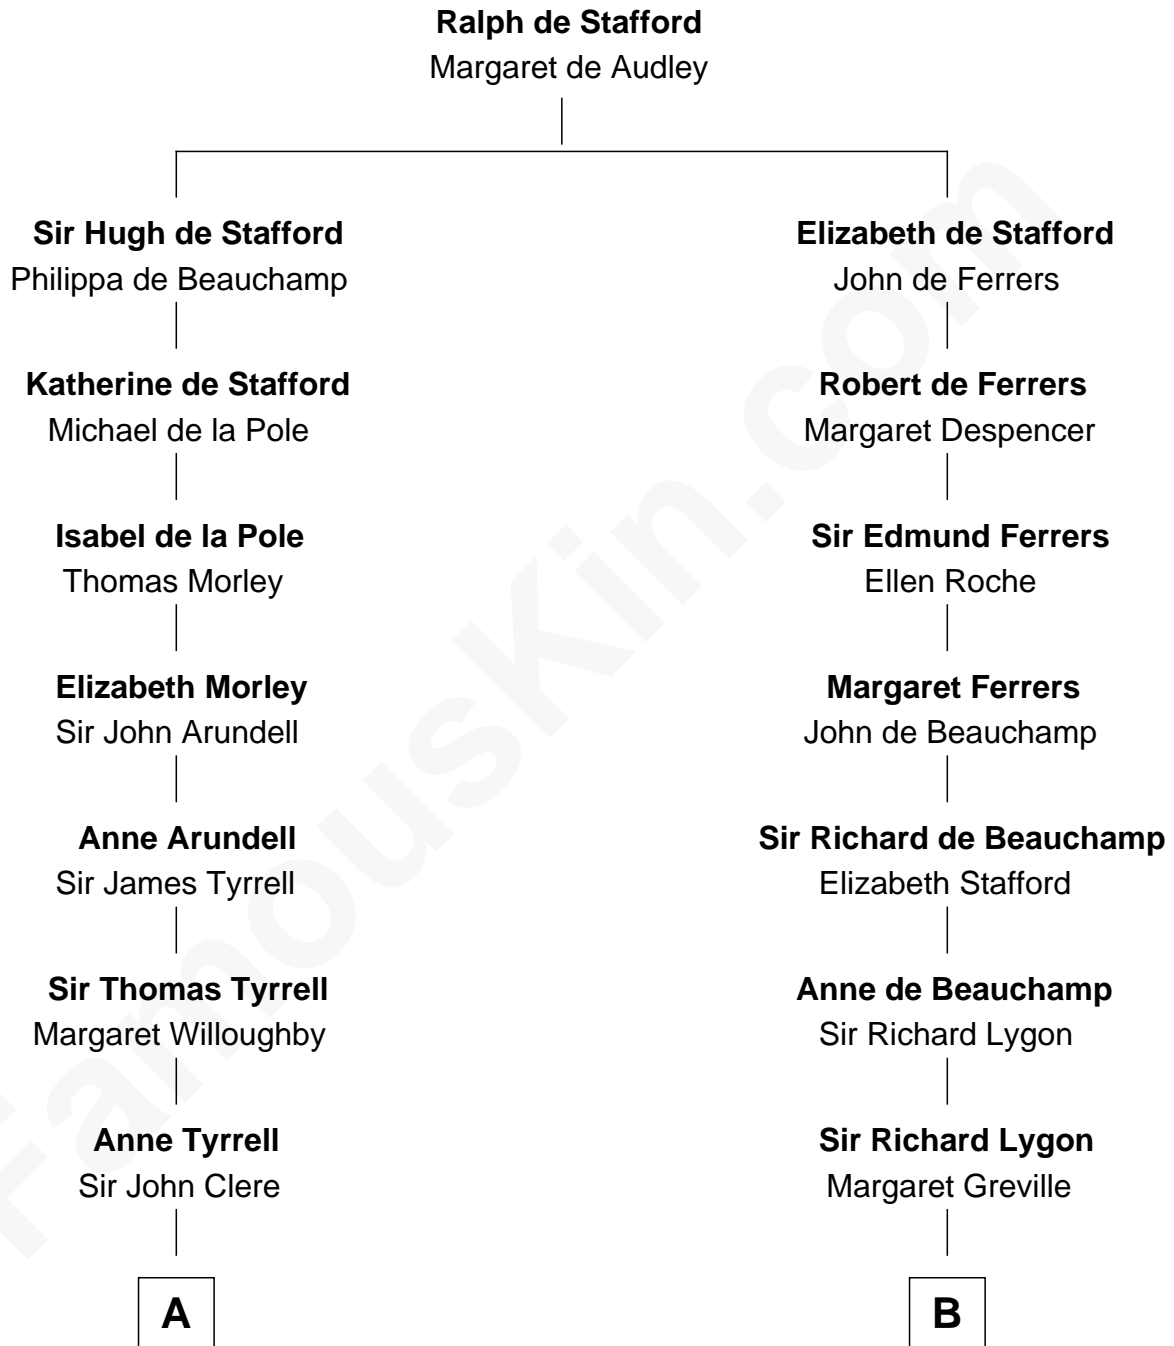 Ralph de Stafford
Margaret de Audley
Sir Hugh de Stafford
Philippa de Beauchamp
Katherine de Stafford
Michael de la Pole
Isabel de la Pole
Thomas Morley
Elizabeth Morley
Sir John Arundell
Anne Arundell
Sir James Tyrrell
Sir Thomas Tyrrell
Margaret Willoughby
Anne Tyrrell
Sir John Clere
A
Elizabeth de Stafford
John de Ferrers
Robert de Ferrers
Margaret Despencer
Sir Edmund Ferrers
Ellen Roche
Margaret Ferrers
John de Beauchamp
Sir Richard de Beauchamp
Elizabeth Stafford
Anne de Beauchamp
Sir Richard Lygon
Sir Richard Lygon
Margaret Greville
B
FamousKin.com